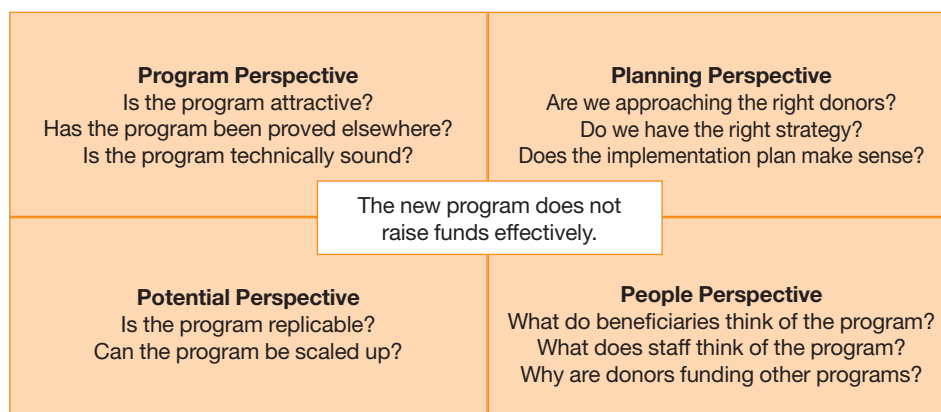 Program Perspective
Is the program attractive?
Has the program been proved elsewhere?
Is the program technically sound?
Planning Perspective
Are we approaching the right donors?
Do we have the right strategy?
Does the implementation plan make sense?
The new program does not
raise funds effectively.
Potential Perspective
Is the program replicable?
Can the program be scaled up?
People Perspective
What do beneficiaries think of the program?
What does staff think of the program?
Why are donors funding other programs?